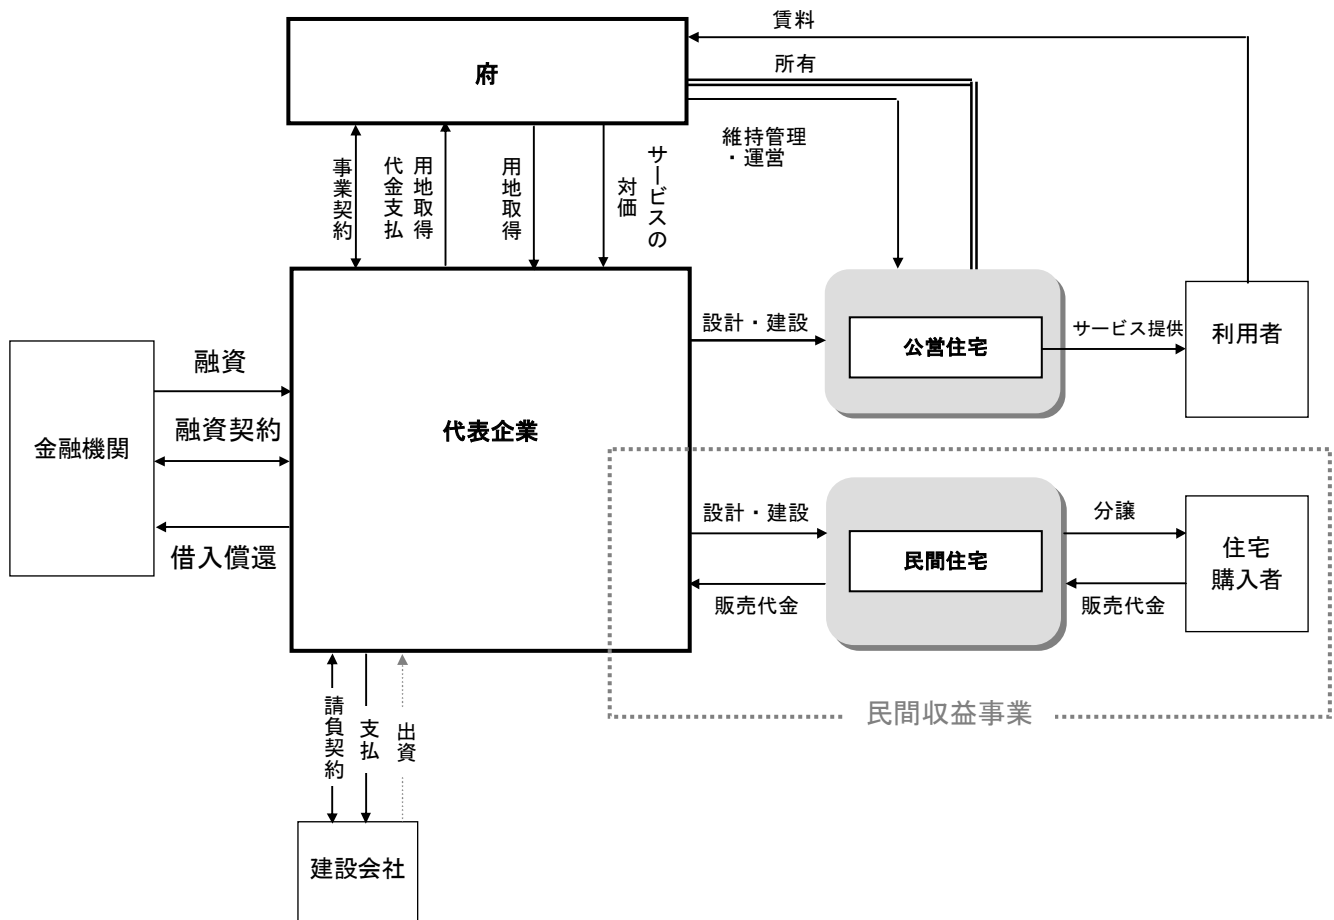 賃料
府
所有
維持管理
・運営
事業契約
用地取得
代金支払
用地取得
サービスの
対価
設計・建設
公営住宅
サービス提供
利用者
融資
融資契約
借入償還
金融機関
代表企業
設計・建設
民間住宅
分譲
住宅
購入者
販売代金
販売代金
民間収益事業
請負契約
支払
出資
建設会社